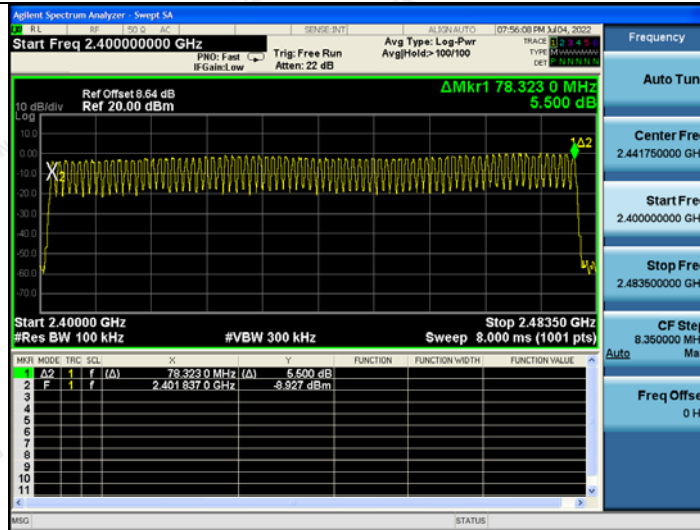 Agilent Spectrum Analyzer - Swept SA
RL RF 50 Ω AC SENSE:INT ALIGN AUTO 07:56:08 PM Jul 04, 2022
Start Freq 2.400000000 GHz
PNO: Fast
IFGain:Low
Trig: Free Run
Atten: 22 dB
Avg Type: Log-Pwr
Avg|Hold:> 100/100
TRACE 1 2 3 4 5 6
TYPE
DET P N N N N N
ΔMkr1 78.323 0 MHz
5.500 dB
Ref Offset 8.64 dB
10 dB/div Ref 20.00 dBm
Log
10.0
0.00
-10.0
-20.0
-30.0
-40.0
-50.0
-60.0
-70.0
1Δ2
2
Start 2.40000 GHz Stop 2.48350 GHz
#Res BW 100 kHz #VBW 300 kHz Sweep 8.000 ms (1001 pts)
MKR MODE TRC SCL X Y FUNCTION FUNCTION WIDTH FUNCTION VALUE
1 Δ2 1 f (Δ) 78.323 0 MHz (Δ) 5.500 dB
2 F 1 f 2.401 837 0 GHz -8.927 dBm
3
4
5
6
7
8
9
10
11
MSG STATUS
Frequency
Auto Tun
Center Fre
2.441750000 GH
Start Fre
2.400000000 GH
Stop Fre
2.483500000 GH
CF Step
8.350000 MH
Auto Ma
Freq Offse
0 H